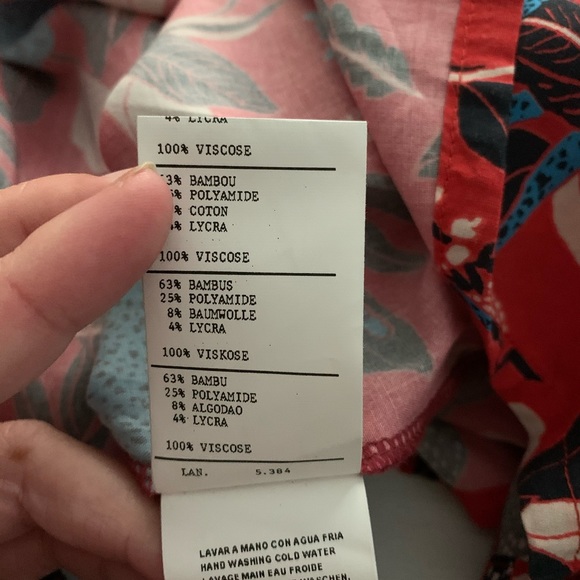 4% LYCRA
100% VISCOSE
3% BAMBOU
5% POLYAMIDE
% COTON
% LYCRA
100% VISCOSE
63% BAMBUS
25% POLYAMIDE
8% BAUMWOLLE
4% LYCRA
100% VISKOSE
63% BAMBU
25% POLYAMIDE
8% ALGODAO
4% LYCRA
100% VISCOSE
LAN. 5.384
LAVAR A MANO CON AGUA FRIA
HAND WASHING COLD WATER
LAVAGE MAIN EAU FROIDE